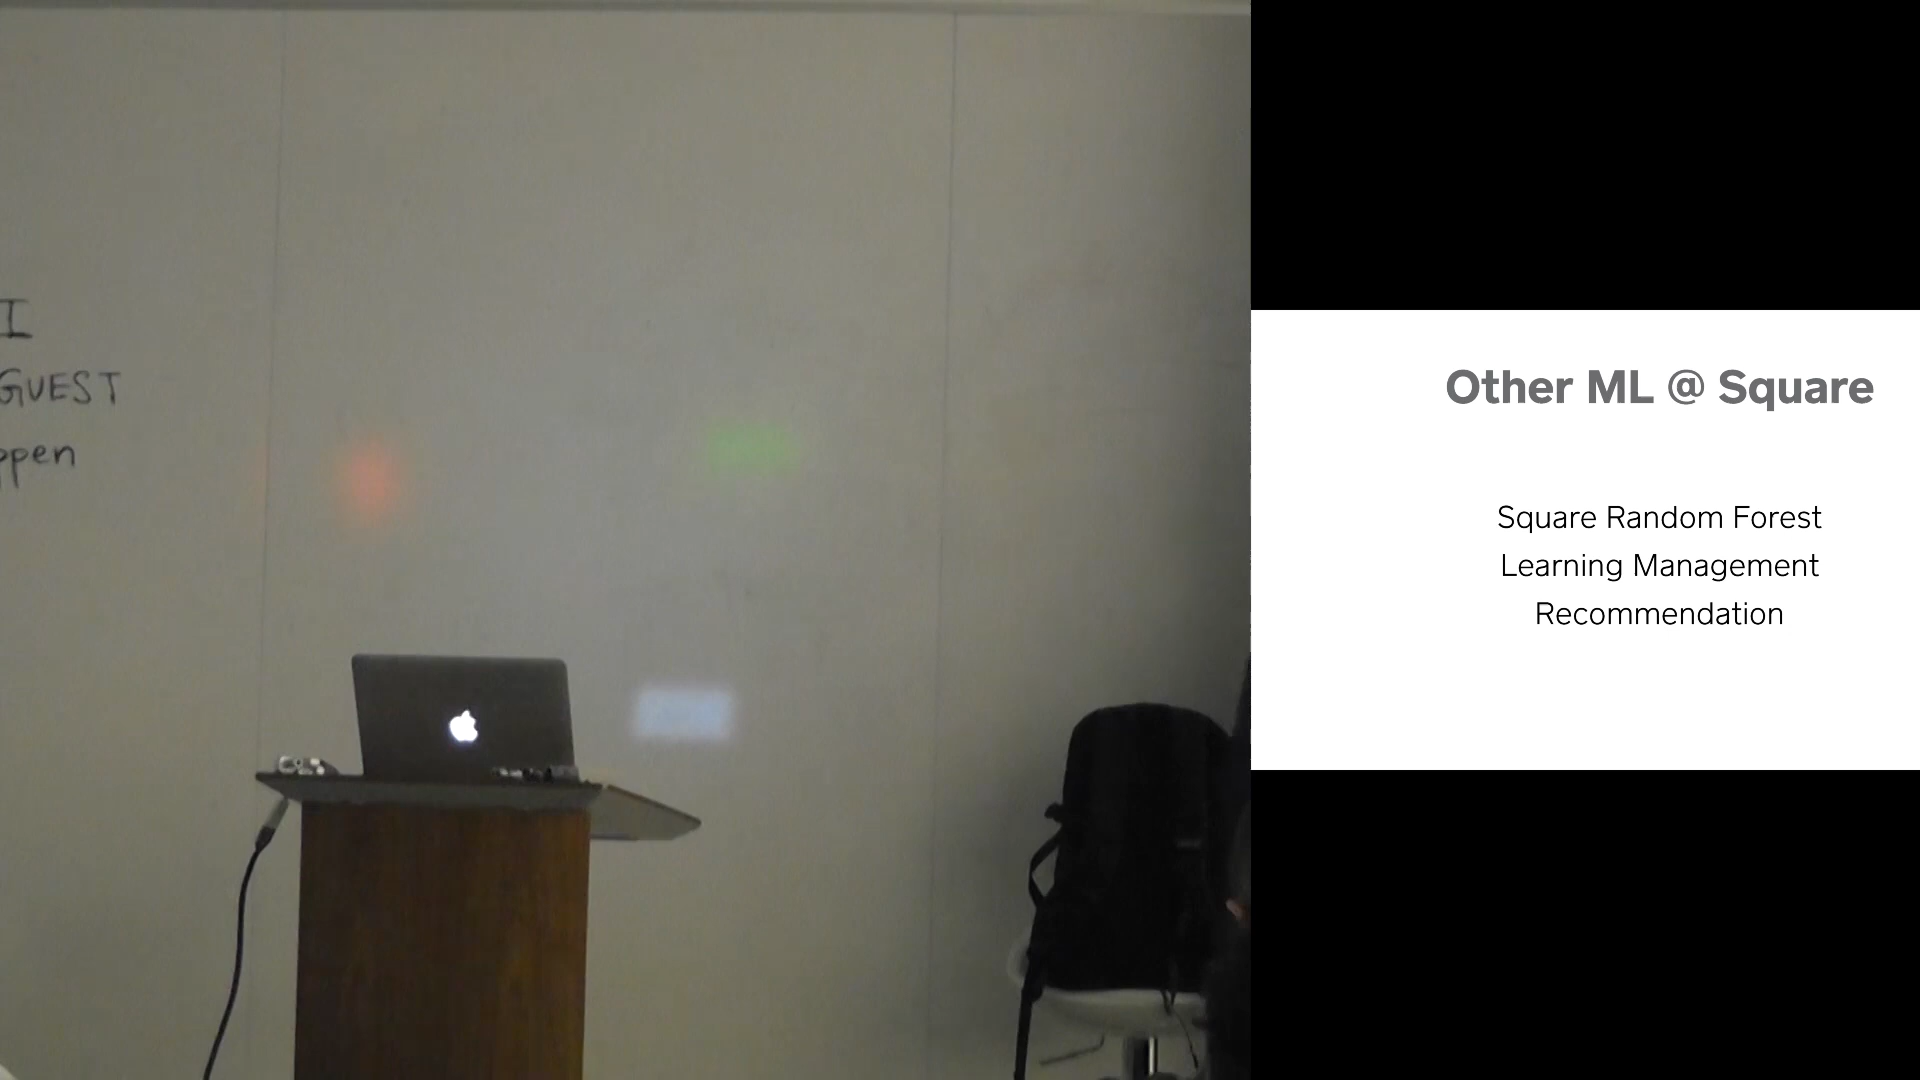 I
GUEST
ppen
Other ML @ Square
Square Random Forest
Learning Management
Recommendation